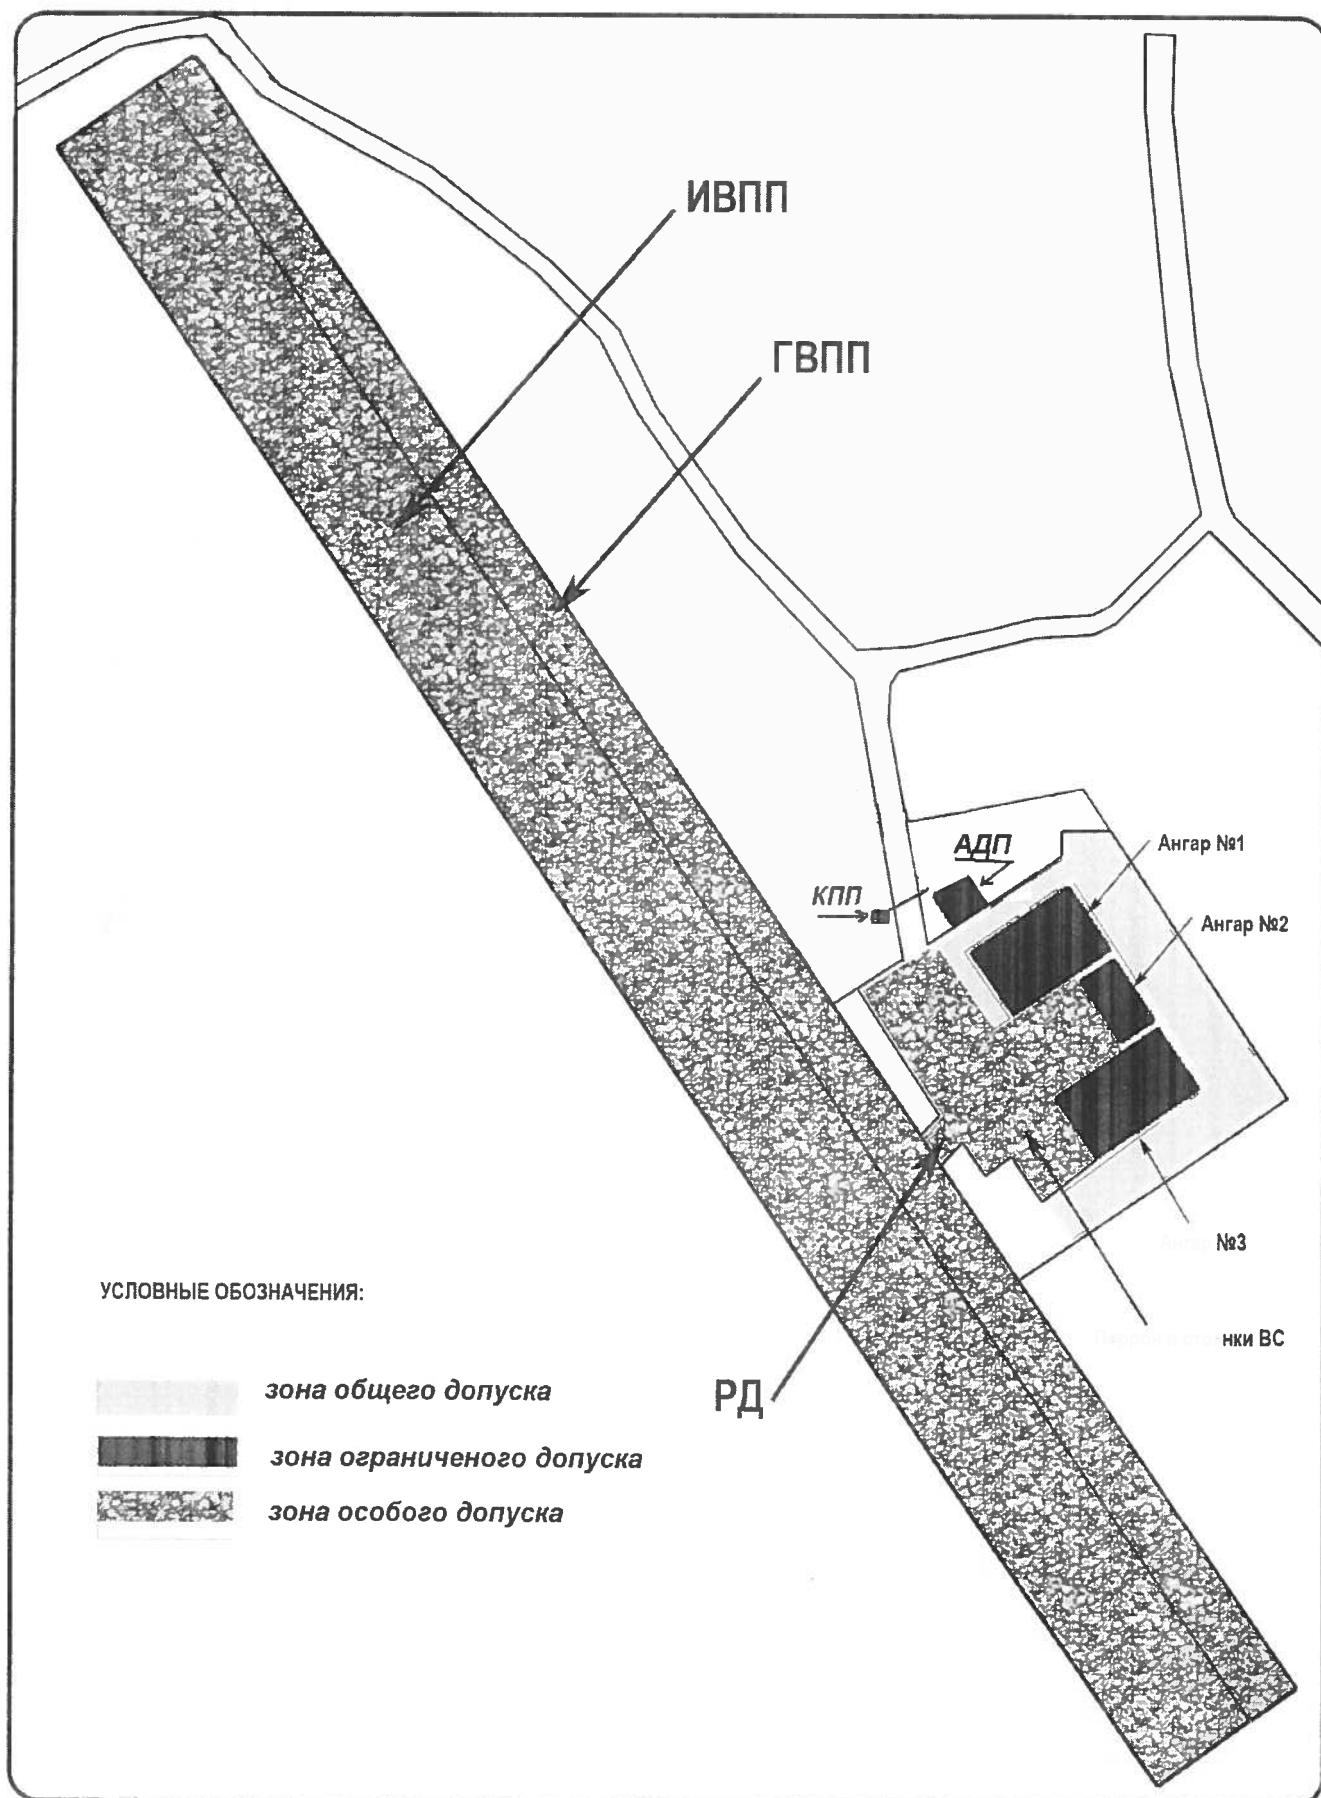 ИВПП
ГВПП
АДП
Ангар №1
КПП
Ангар №2
№3
УСЛОВНЫЕ ОБОЗНАЧЕНИЯ:
нки ВС
зона общего допуска
РД
зона ограниченого допуска
зона особого допуска